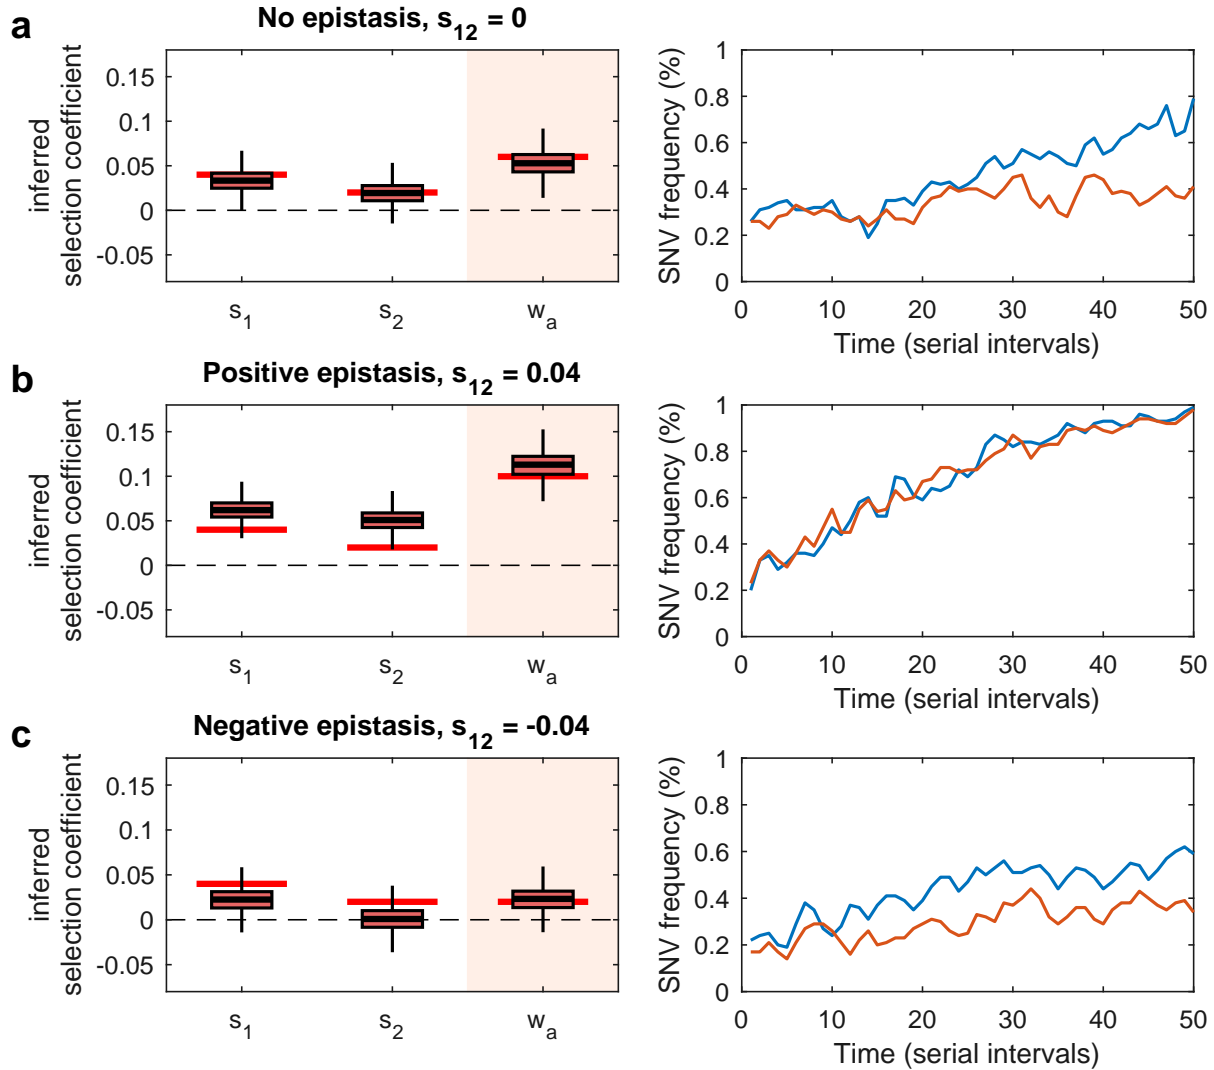 a
No epistasis, s12 = 0
inferred
selection coefficient
0.15
0.1
0.05
0
-0.05
s1
s2
wa
SNV frequency (%)
1
0.8
0.6
0.4
0.2
0
0 10 20 30 40 50
Time (serial intervals)
b
Positive epistasis, s12 = 0.04
inferred
selection coefficient
0.15
0.1
0.05
0
-0.05
s1
s2
wa
SNV frequency (%)
1
0.8
0.6
0.4
0.2
0
0 10 20 30 40 50
Time (serial intervals)
c
Negative epistasis, s12 = -0.04
inferred
selection coefficient
0.15
0.1
0.05
0
-0.05
s1
s2
wa
SNV frequency (%)
1
0.8
0.6
0.4
0.2
0
0 10 20 30 40 50
Time (serial intervals)